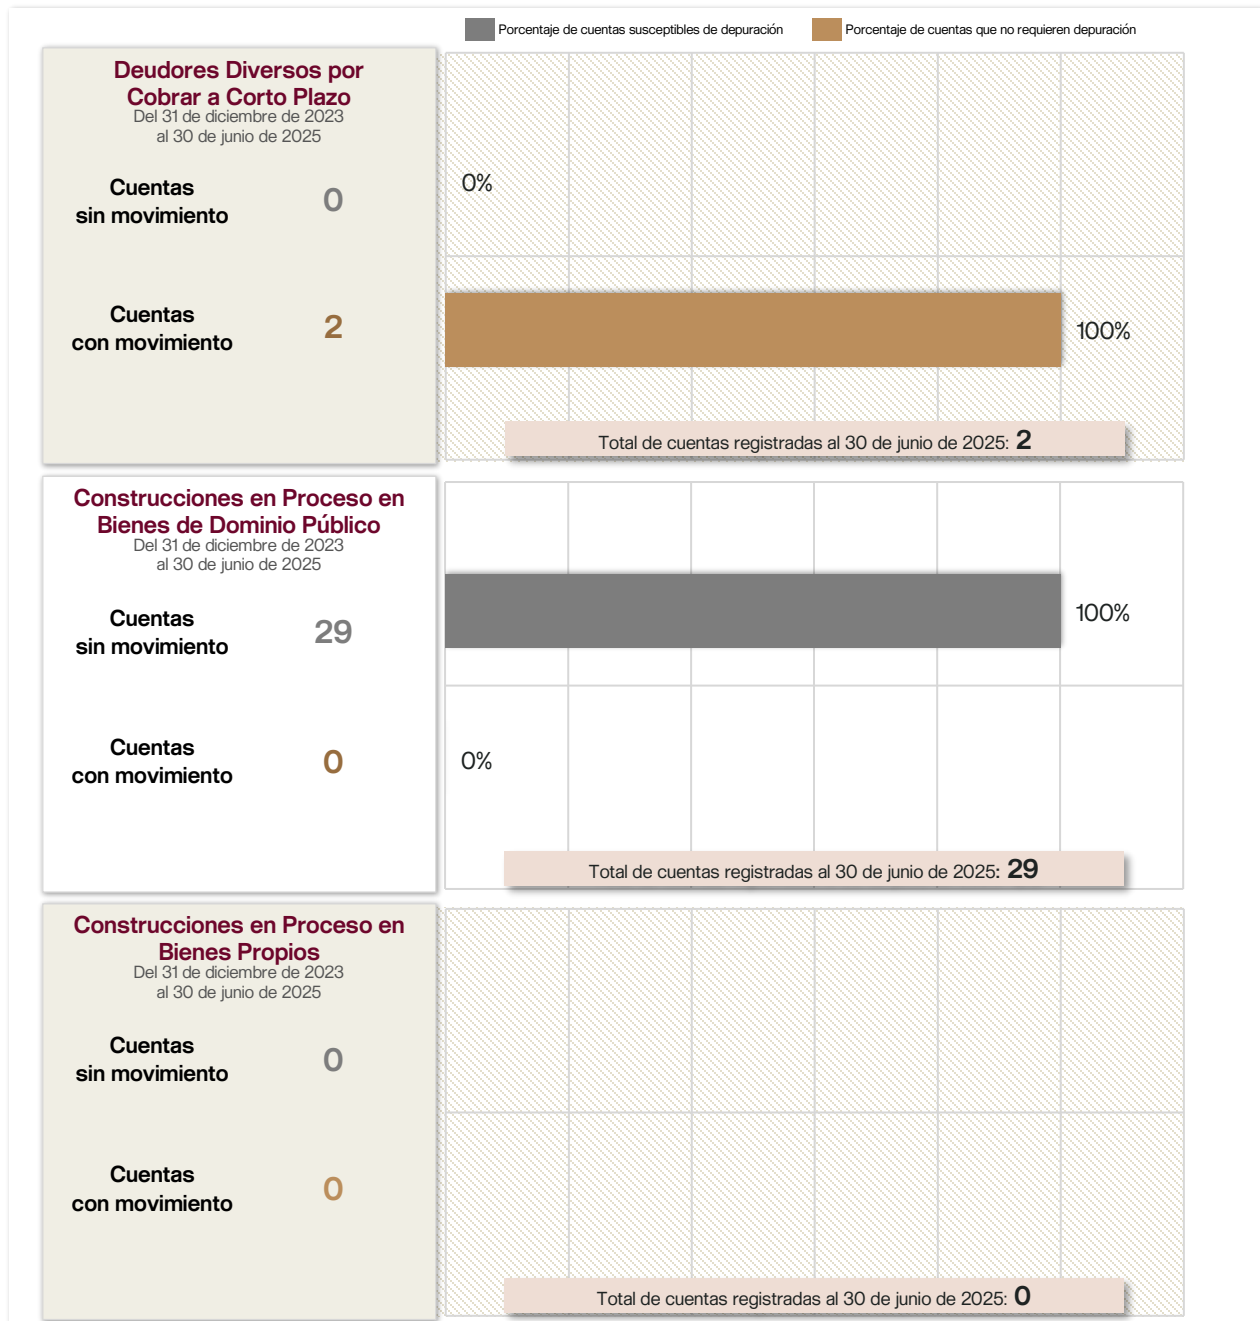 Porcentaje de cuentas susceptibles de depuración
Porcentaje de cuentas que no requieren depuración
Deudores Diversos por
Cobrar a Corto Plazo
Del 31 de diciembre de 2023
al 30 de junio de 2025
Cuentas
sin movimiento
0
0%
Cuentas
con movimiento
2
100%
Total de cuentas registradas al 30 de junio de 2025: 2
Construcciones en Proceso en
Bienes de Dominio Público
Del 31 de diciembre de 2023
al 30 de junio de 2025
Cuentas
sin movimiento
29
100%
Cuentas
con movimiento
0
0%
Total de cuentas registradas al 30 de junio de 2025: 29
Construcciones en Proceso en
Bienes Propios
Del 31 de diciembre de 2023
al 30 de junio de 2025
Cuentas
sin movimiento
0
Cuentas
con movimiento
0
Total de cuentas registradas al 30 de junio de 2025: 0